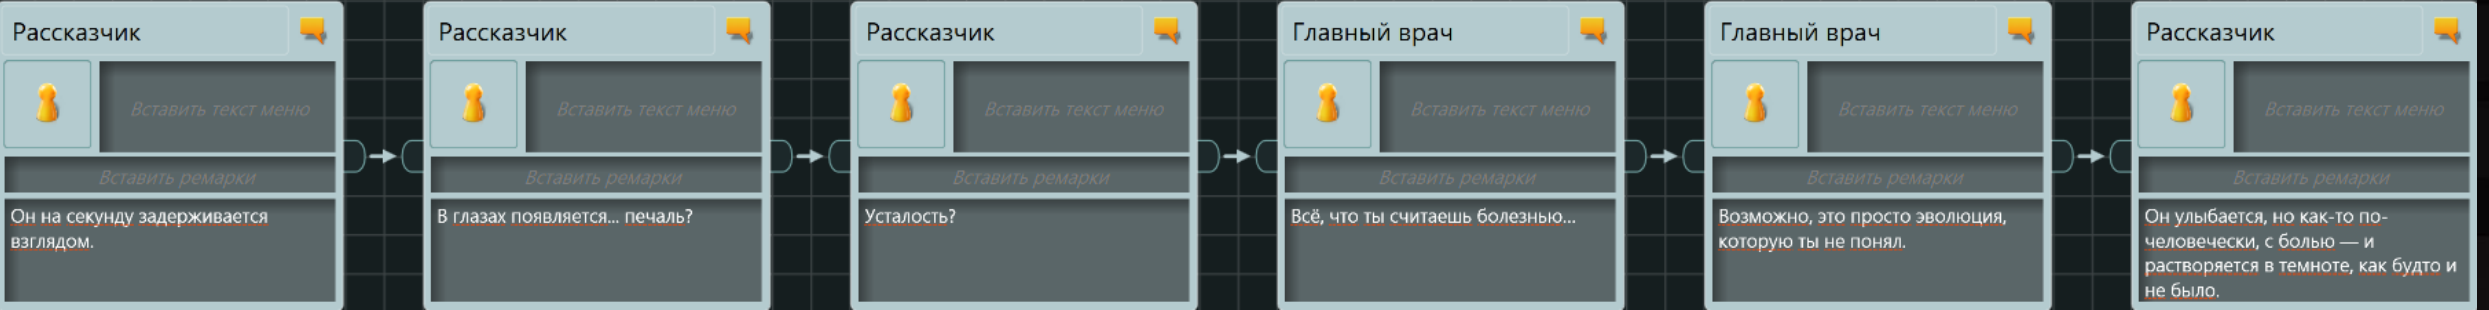 Рассказчик
Вставить текст меню
Вставить ремарки
Он на секунду задерживается
взглядом.
Рассказчик
Вставить текст меню
Вставить ремарки
В глазах появляется... печаль?
Рассказчик
Вставить текст меню
Вставить ремарки
Усталость?
Главный врач
Вставить текст меню
Вставить ремарки
Всё, что ты считаешь болезнью...
Главный врач
Вставить текст меню
Вставить ремарки
Возможно, это просто эволюция,
которую ты не понял.
Рассказчик
Вставить текст меню
Вставить ремарки
Он улыбается, но как-то по-
человечески, с болью — и
растворяется в темноте, как будто и
не было.